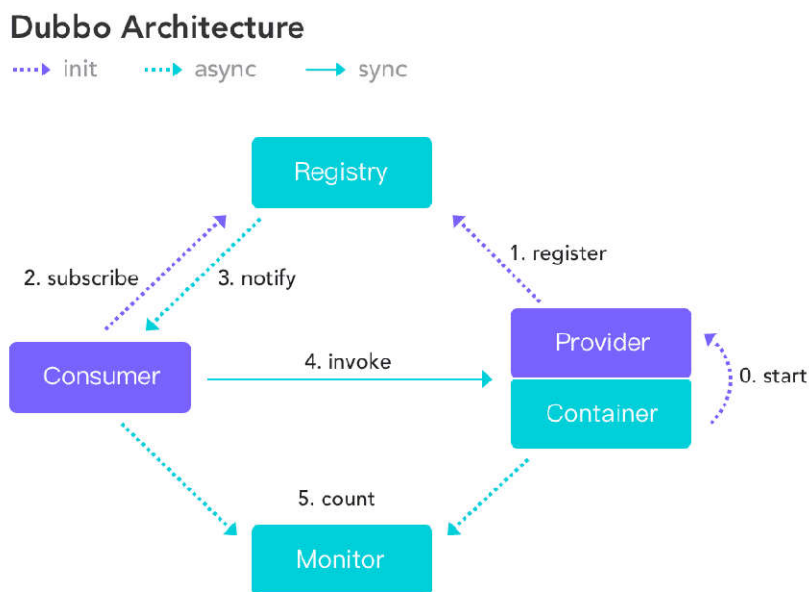 Dubbo Architecture
init async sync
Registry
2. subscribe 3. notify
1. register
Provider
Consumer
4. invoke
0. start
Container
5. count
Monitor